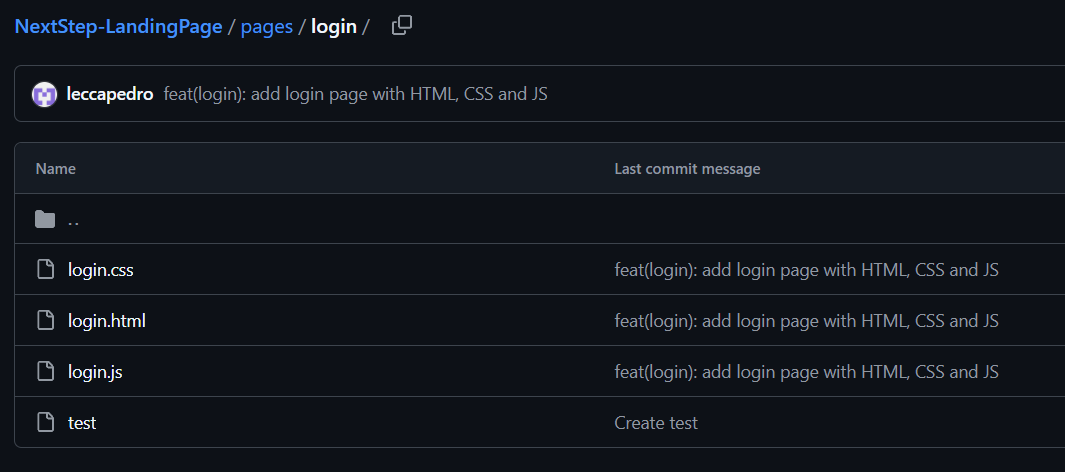 NextStep-LandingPage / pages / login /
leccapedro feat(login): add login page with HTML, CSS and JS
Name Last commit message
..
login.css feat(login): add login page with HTML, CSS and JS
login.html feat(login): add login page with HTML, CSS and JS
login.js feat(login): add login page with HTML, CSS and JS
test Create test